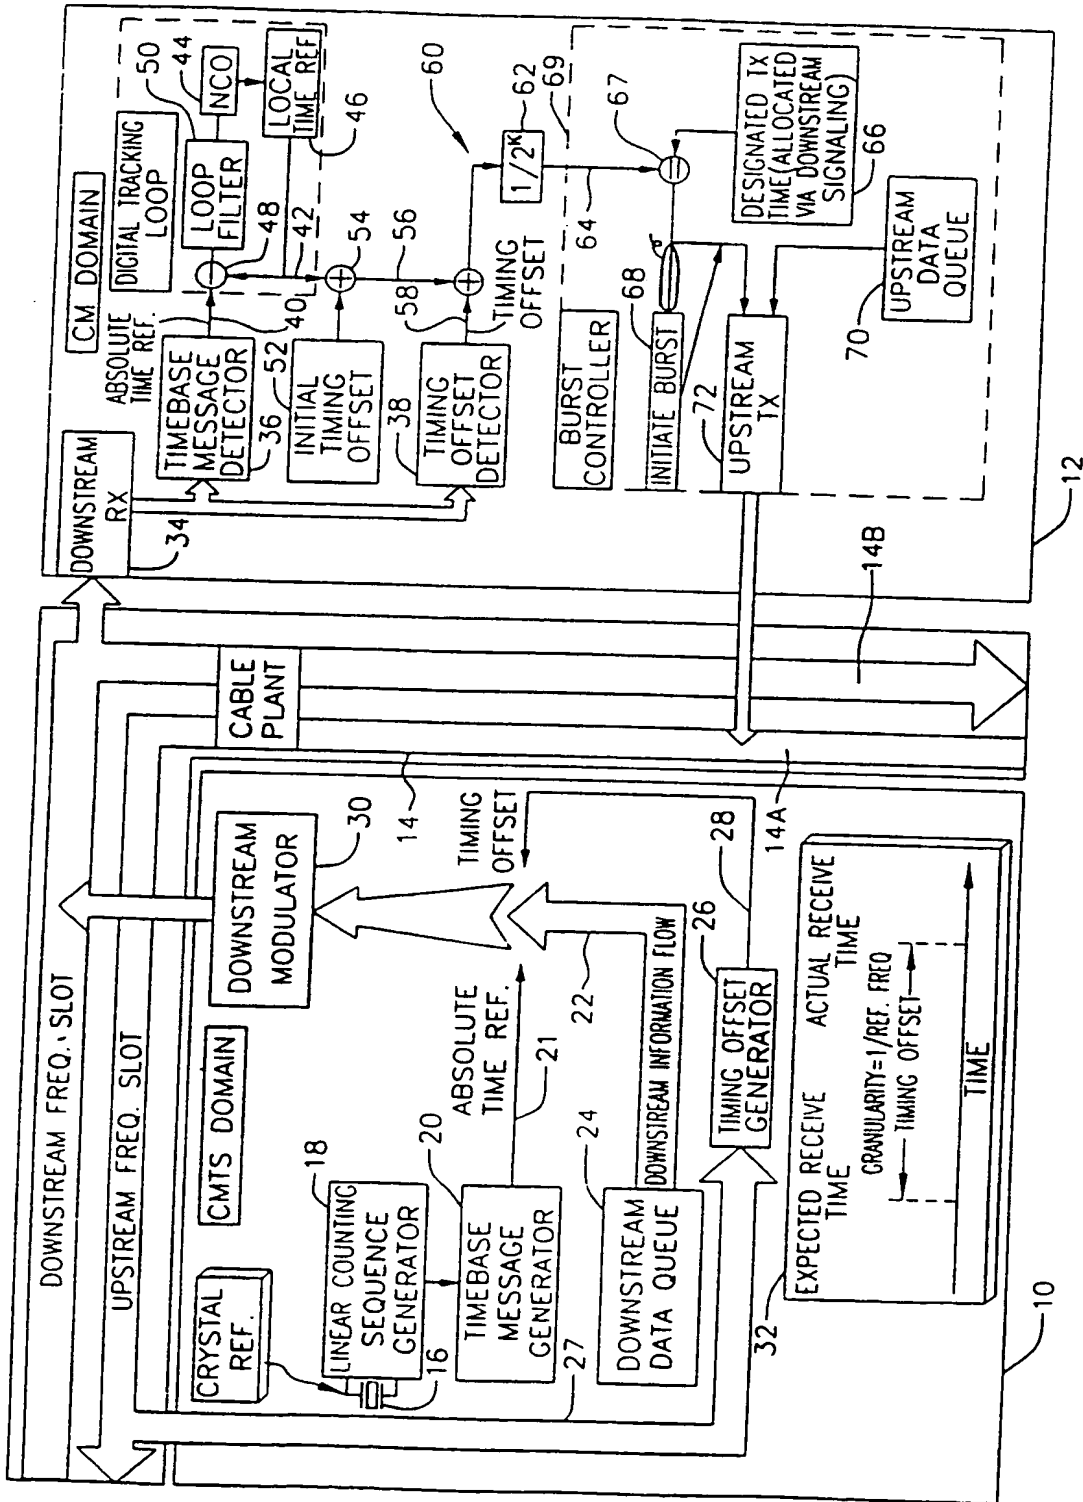 DOWNSTREAM FREQ. SLOT
UPSTREAM FREQ. SLOT
CMTS DOMAIN
CRYSTAL
REF.
18
LINEAR COUNTING
SEQUENCE
GENERATOR
16
20
TIMEBASE
MESSAGE
GENERATOR
ABSOLUTE
TIME REF.
21
24
DOWNSTREAM
DATA QUEUE
DOWNSTREAM INFORMATION FLOW
22
27
DOWNSTREAM
MODULATOR
30
TIMING
OFFSET
26
TIMING OFFSET
GENERATOR
28
32
EXPECTED RECEIVE
TIME
ACTUAL RECEIVE
TIME
GRANULARITY=1/REF. FREQ
TIMING OFFSET
TIME
10
CABLE
PLANT
14
14A
14B
DOWNSTREAM
RX
34
CM DOMAIN
ABSOLUTE
TIME REF.
40
TIMEBASE
MESSAGE
DETECTOR
36
DIGITAL TRACKING
LOOP
LOOP
FILTER
50
44
NCO
LOCAL
TIME REF
46
48
42
52
INITIAL
TIMING
OFFSET
54
56
38
TIMING
OFFSET
DETECTOR
58
TIMING
OFFSET
60
62
1/2K
69
64
67
BURST
CONTROLLER
68
INITIATE BURST
DESIGNATED TX
TIME(ALLOCATED
VIA DOWNSTREAM
SIGNALING)
66
72
UPSTREAM
TX
70
UPSTREAM
DATA
QUEUE
12